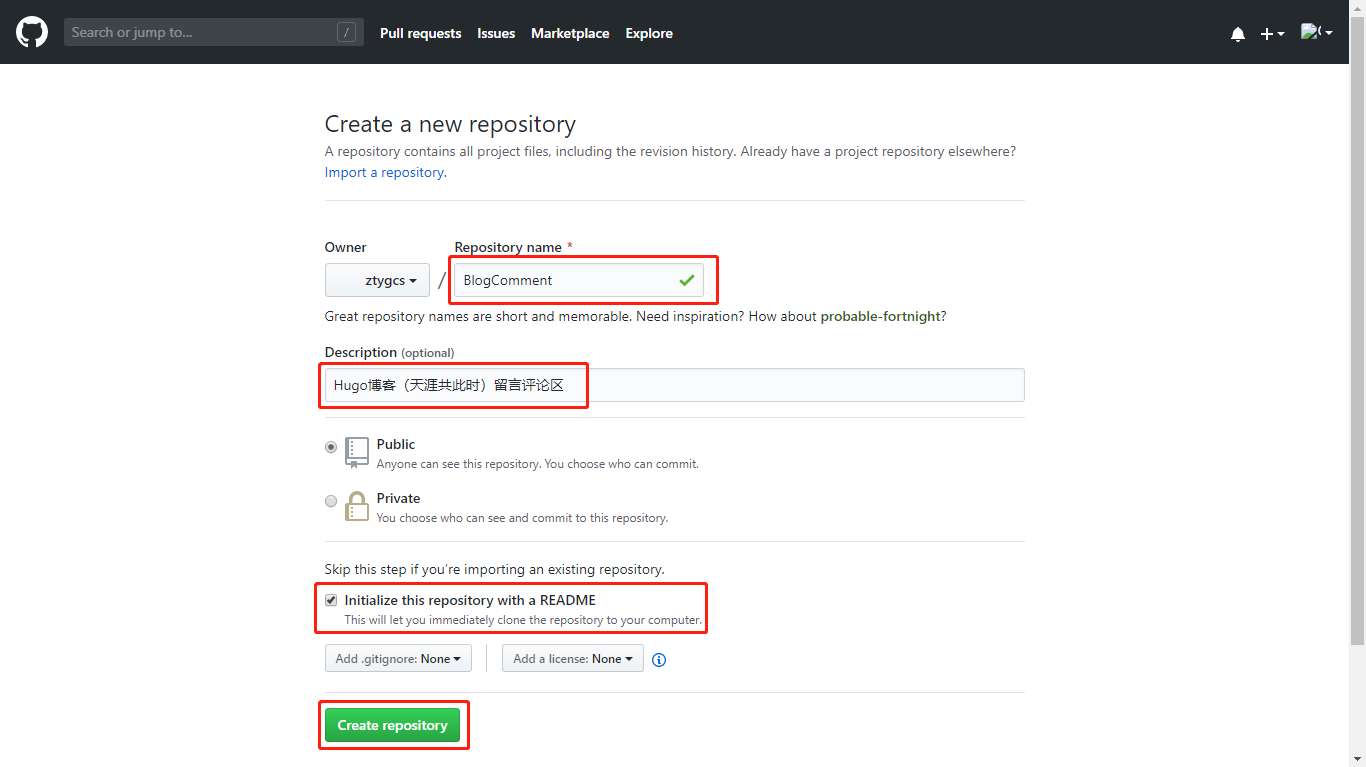 Search or jump to... / Pull requests Issues Marketplace Explore
Create a new repository
A repository contains all project files, including the revision history. Already have a project repository elsewhere?
Import a repository.
Owner Repository name *
ztygcs / BlogComment
Great repository names are short and memorable. Need inspiration? How about probable-fortnight?
Description (optional)
Hugo博客（天涯共此时）留言评论区
Public
Anyone can see this repository. You choose who can commit.
Private
You choose who can see and commit to this repository.
Skip this step if you’re importing an existing repository.
Initialize this repository with a README
This will let you immediately clone the repository to your computer.
Add .gitignore: None Add a license: None
Create repository